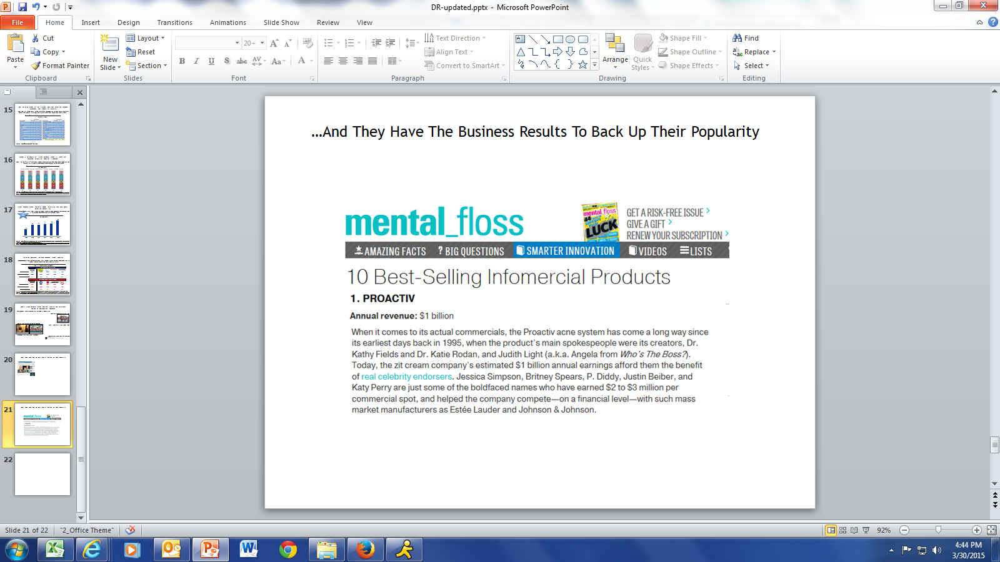 DR-updated.pptx - Microsoft PowerPoint
File Home Insert Design Transitions Animations Slide Show Review View
Paste
Cut
Copy
Format Painter
Clipboard
New Slide
Layout
Reset
Section
Slides
20
Font
Text Direction
Align Text
Convert to SmartArt
Paragraph
Arrange
Quick Styles
Shape Fill
Shape Outline
Shape Effects
Drawing
Find
Replace
Select
Editing
15
16
17
18
19
20
21
22
...And They Have The Business Results To Back Up Their Popularity
mental_floss
mental_floss
LUCK
GET A RISK-FREE ISSUE >
GIVE A GIFT >
RENEW YOUR SUBSCRIPTION >
AMAZING FACTS ? BIG QUESTIONS SMARTER INNOVATION VIDEOS LISTS
10 Best-Selling Infomercial Products
1. PROACTIV
Annual revenue: $1 billion
When it comes to its actual commercials, the Proactiv acne system has come a long way since
its earliest days back in 1995, when the product's main spokespeople were its creators, Dr.
Kathy Fields and Dr. Katie Rodan, and Judith Light (a.k.a. Angela from Who's The Boss?).
Today, the zit cream company's estimated $1 billion annual earnings afford them the benefit
of real celebrity endorsers. Jessica Simpson, Britney Spears, P. Diddy, Justin Beiber, and
Katy Perry are just some of the boldfaced names who have earned $2 to $3 million per
commercial spot, and helped the company compete—on a financial level—with such mass
market manufacturers as Estée Lauder and Johnson & Johnson.
Slide 21 of 22 "2_Office Theme" 92%
4:44 PM
3/30/2015